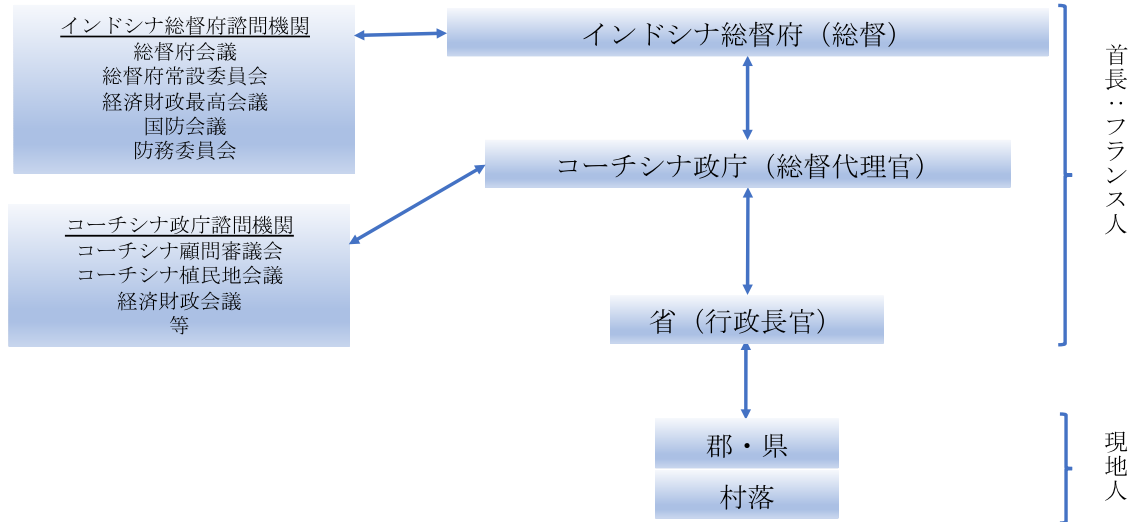 インドシナ総督府諮問機関
総督府会議
総督府常設委員会
経済財政最高会議
国防会議
防務委員会
インドシナ総督府（総督）
コーチシナ政庁（総督代理官）
コーチシナ政庁諮問機関
コーチシナ顧問審議会
コーチシナ植民地会議
経済財政会議
等
省（行政長官）
郡・県
村落
首長：フランス人
現地人